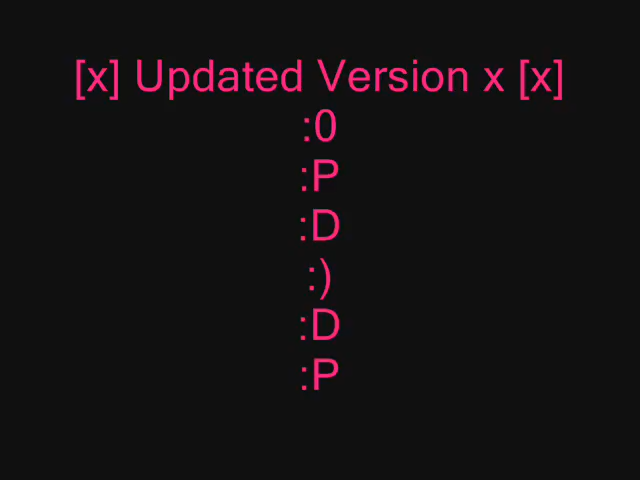 [x] Updated Version x [x]
:0
:P
:D
:)
:D
:P